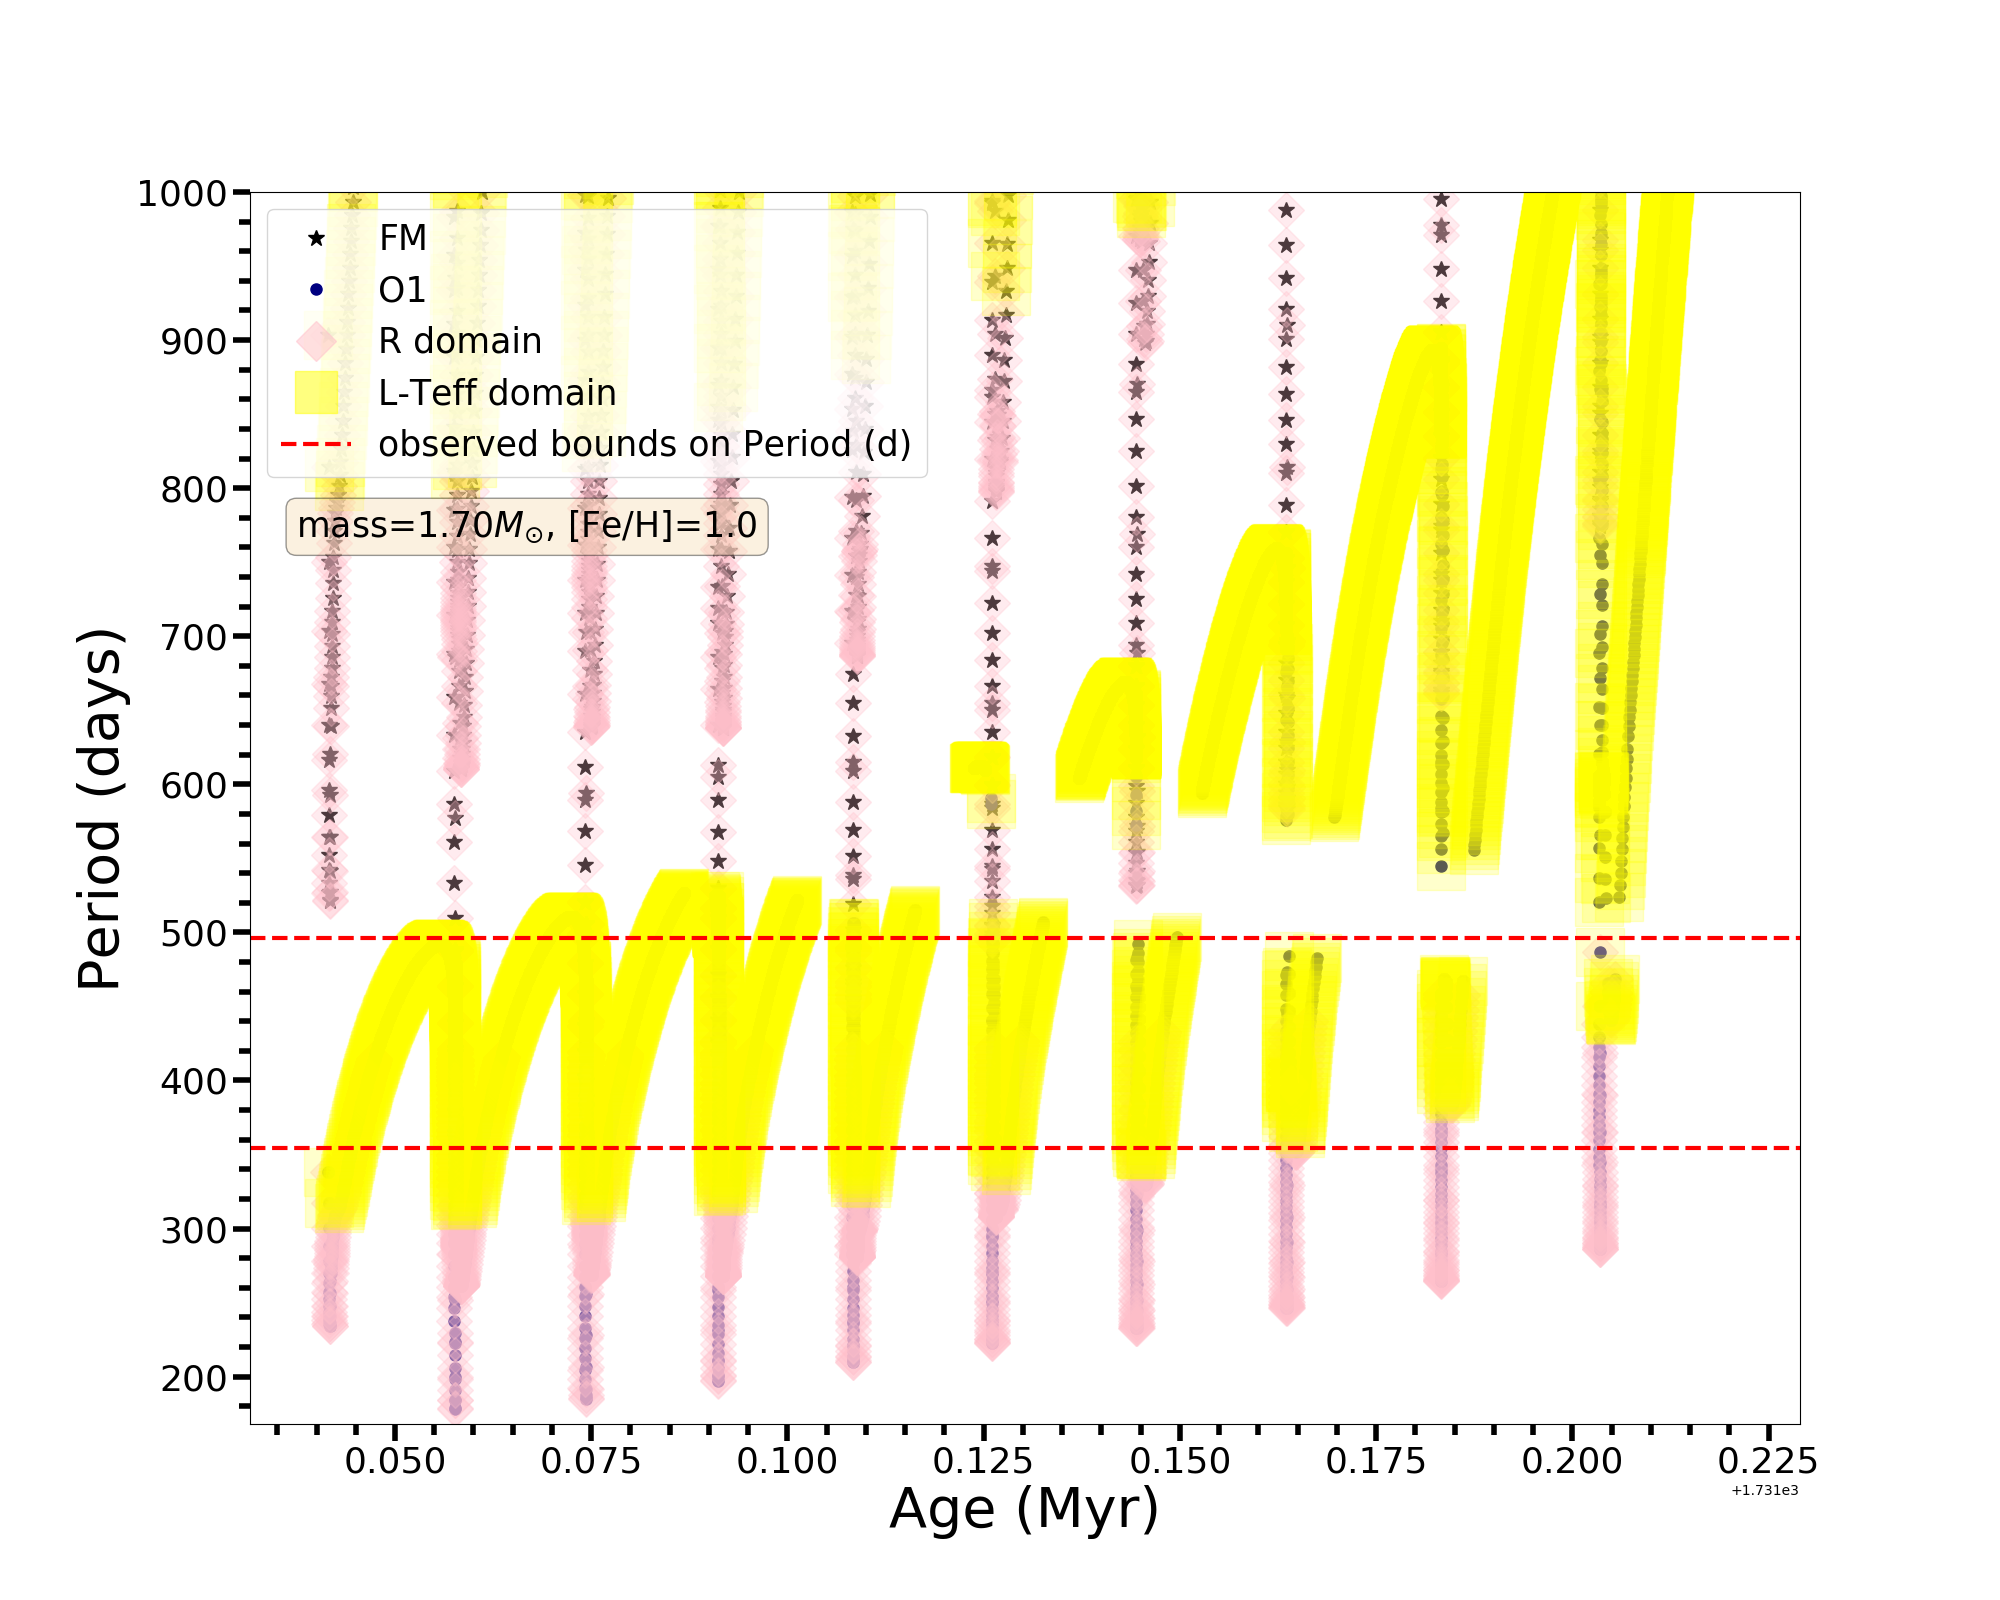 1000
900
800
700
600
500
400
300
200
Period (days)
FM
O1
R domain
L-Teff domain
observed bounds on Period (d)
mass=1.70M☉, [Fe/H]=1.0
0.050 0.075 0.100 0.125 0.150 0.175 0.200 0.225
+1.731e3
Age (Myr)